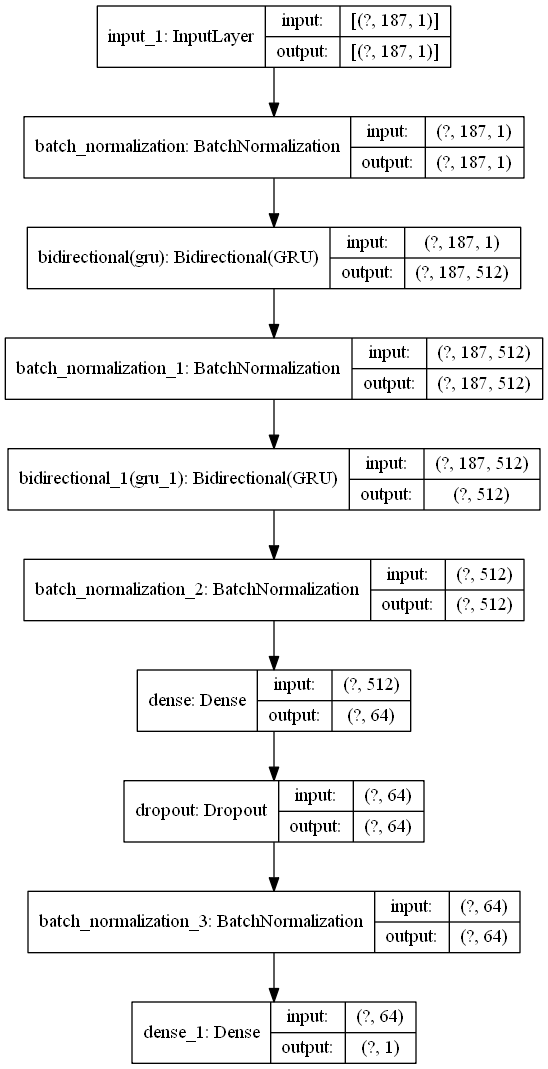 input_1: InputLayer
input: [(?, 187, 1)]
output: [(?, 187, 1)]
batch_normalization: BatchNormalization
input: (?, 187, 1)
output: (?, 187, 1)
bidirectional(gru): Bidirectional(GRU)
input: (?, 187, 1)
output: (?, 187, 512)
batch_normalization_1: BatchNormalization
input: (?, 187, 512)
output: (?, 187, 512)
bidirectional_1(gru_1): Bidirectional(GRU)
input: (?, 187, 512)
output: (?, 512)
batch_normalization_2: BatchNormalization
input: (?, 512)
output: (?, 512)
dense: Dense
input: (?, 512)
output: (?, 64)
dropout: Dropout
input: (?, 64)
output: (?, 64)
batch_normalization_3: BatchNormalization
input: (?, 64)
output: (?, 64)
dense_1: Dense
input: (?, 64)
output: (?, 1)